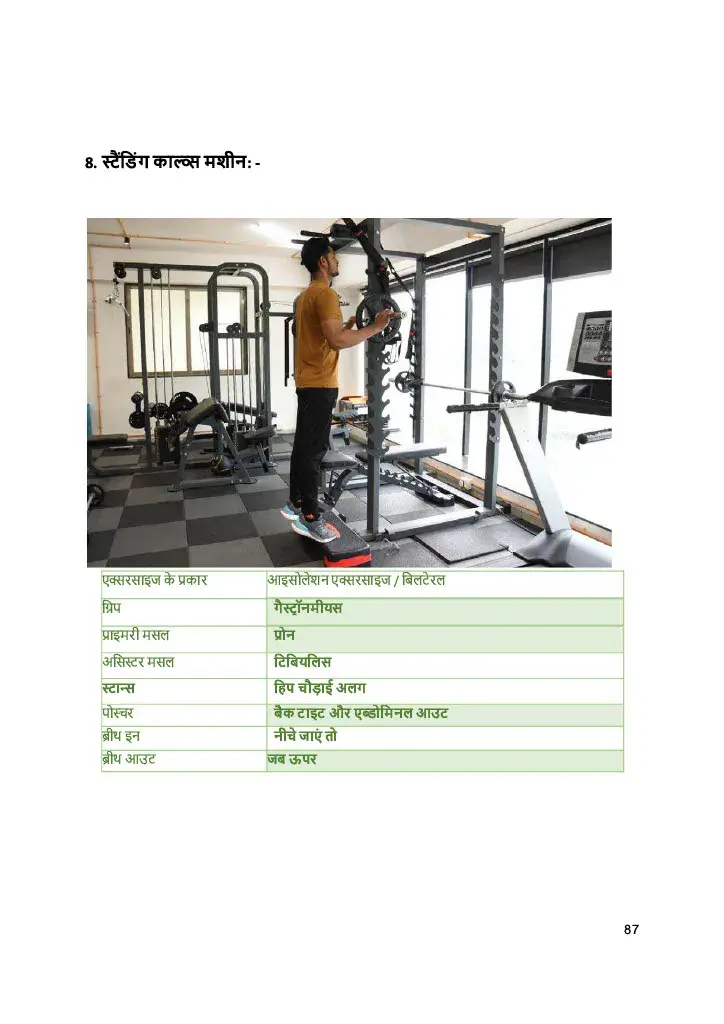 8. स्टैंडिंग काल्व्स मशीन: -
एक्सरसाइज के प्रकार आइसोलेशन एक्सरसाइज / बिलटेरल
ग्रिप गैस्ट्रॉनमीयस
प्राइमरी मसल प्रोन
असिस्टर मसल टिबियलिस
स्टान्स हिप चौड़ाई अलग
पोस्चर बैक टाइट और एब्डोमिनल आउट
ब्रीथ इन नीचे जाएं तो
ब्रीथ आउट जब ऊपर
87